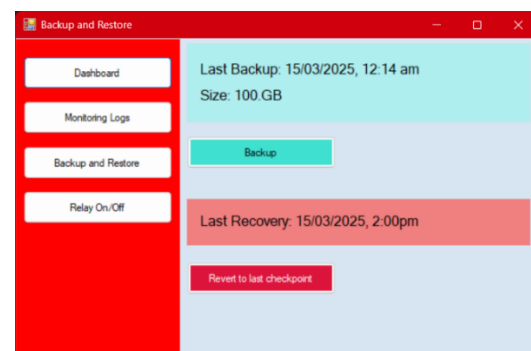 Backup and Restore
Dashboard
Monitoring Logs
Backup and Restore
Relay On/Off
Last Backup: 15/03/2025, 12:14 am
Size: 100.GB
Backup
Last Recovery: 15/03/2025, 2:00pm
Revert to last checkpoint